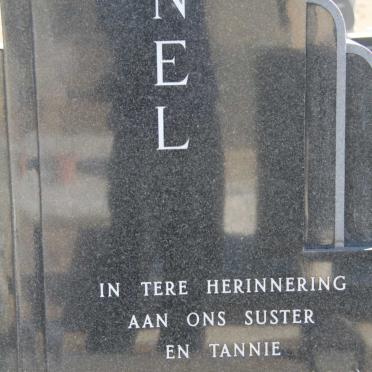 N
E
L
IN TERE HERINNERING
AAN ONS SUSTER
EN TANNIE